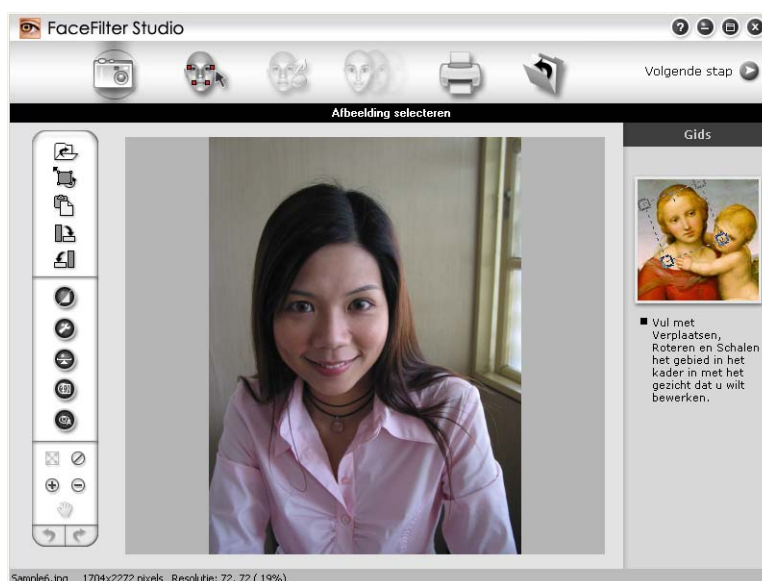 FaceFilter Studio
Volgende stap
Afbeelding selecteren
Gids
Vul met
Verplaatsen,
Roteren en Schalen
het gebied in het
kader in met het
gezicht dat u wilt
bewerken.
Sample6.jpg 1704x2272 pixels Resolutie: 72, 72 ( 19%)